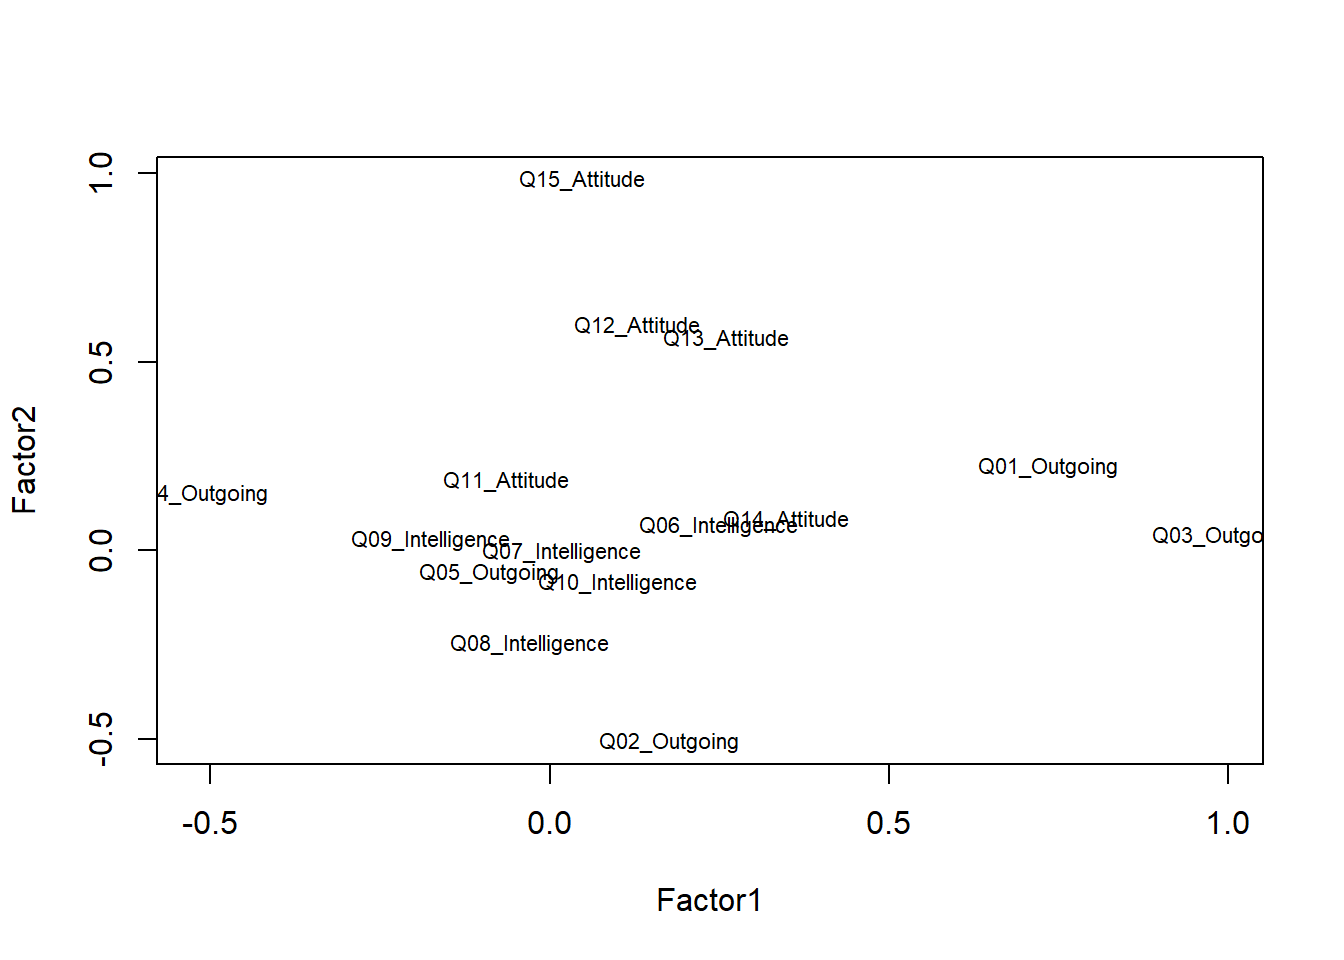 1.0
Q15_Attitude
Q12_Attitude
Q13_Attitude
0.5
Factor2
Q11_Attitude
Q01_Outgoing
4_Outgoing
Q14_Attitude
Q06_Intelligence
Q09_Intelligence
Q03_Outgo
0.0
Q07_Intelligence
Q05_Outgoing
Q10_Intelligence
Q08_Intelligence
-0.5
Q02_Outgoing
-0.5 0.0 0.5 1.0
Factor1